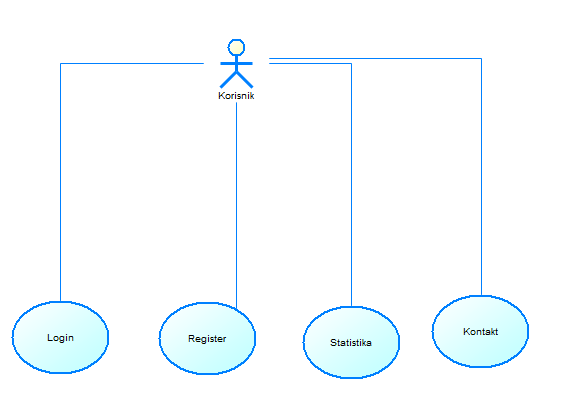 Korisnik
Login
Register
Statistika
Kontakt